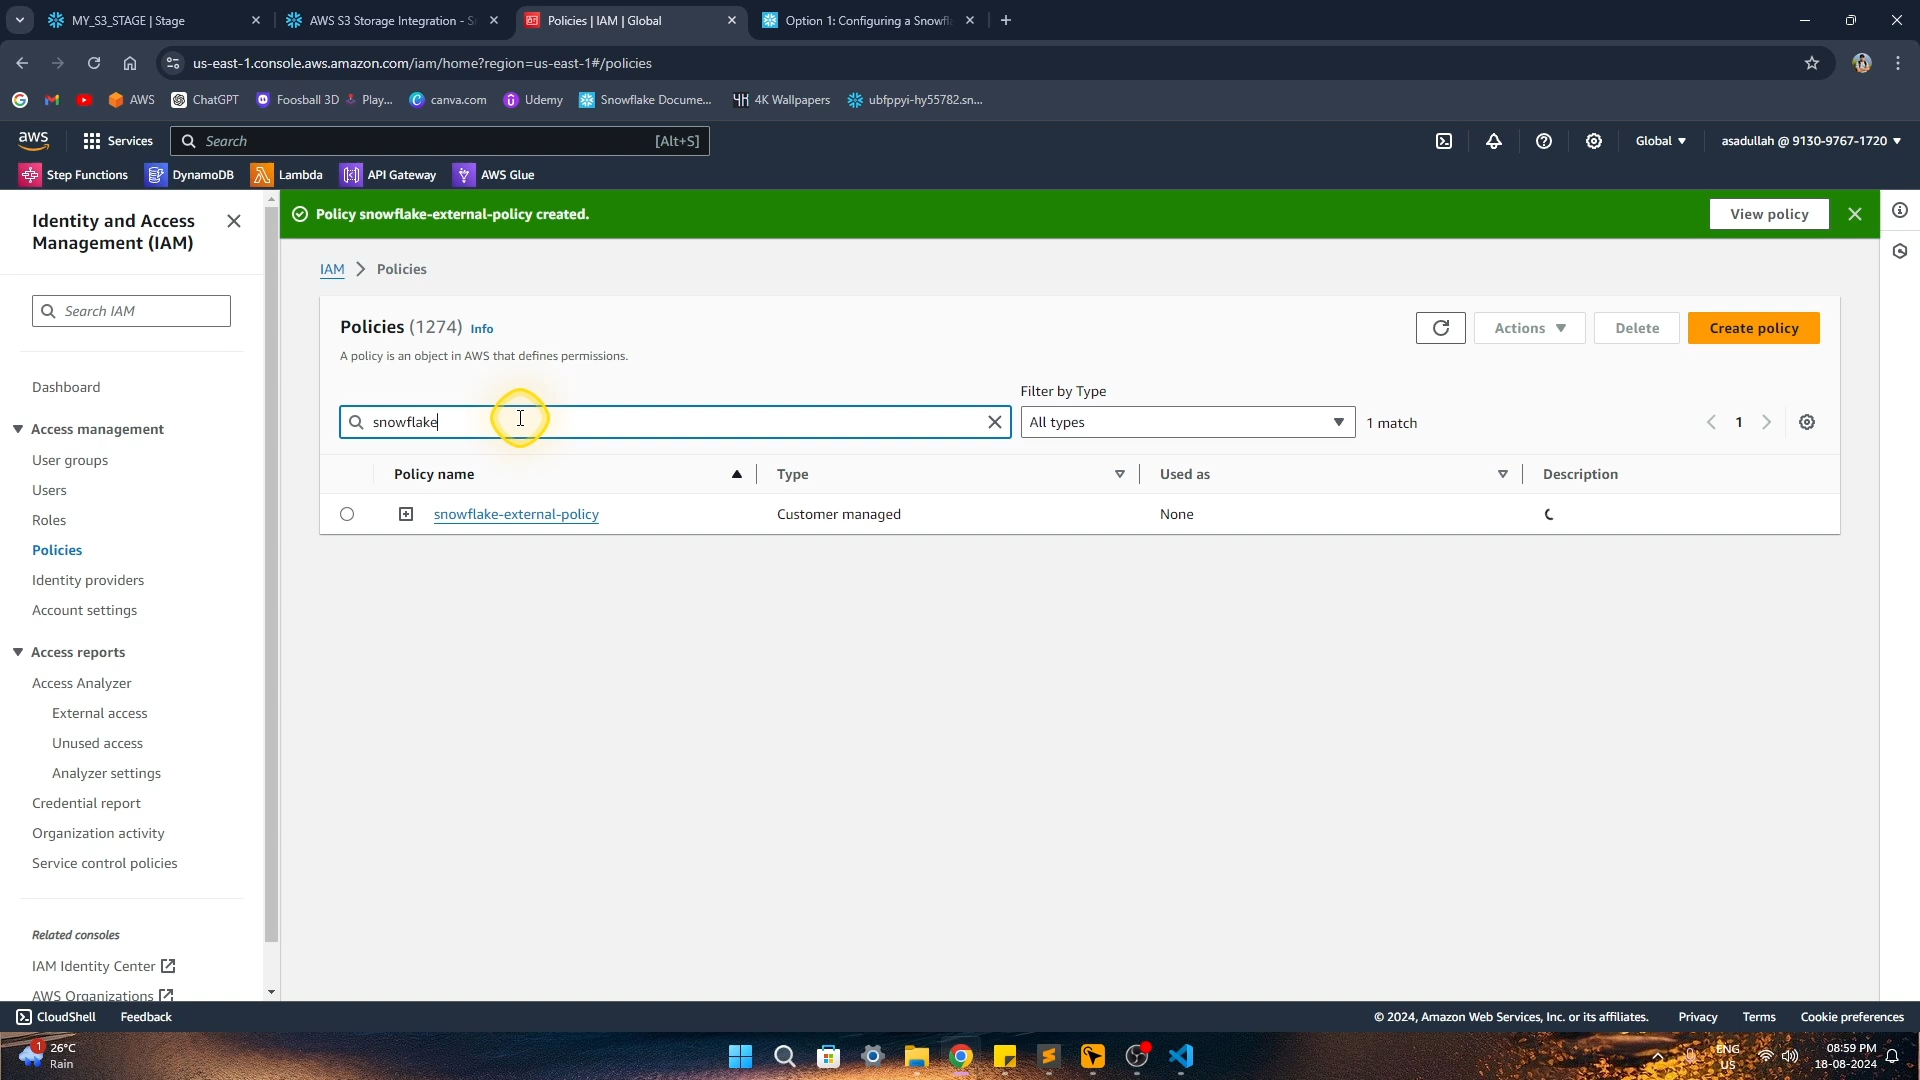 MY_S3_STAGE | Stage
AWS S3 Storage Integration - S
Policies | IAM | Global
Option 1: Configuring a Snowfl
us-east-1.console.aws.amazon.com/iam/home?region=us-east-1#/policies
AWS
ChatGPT
Foosball 3D
Play...
canva.com
Udemy
Snowflake Docume...
4K Wallpapers
ubfppyi-hy55782.sn...
aws
Services
Search
[Alt+S]
Global
asadullah @ 9130-9767-1720
Step Functions
DynamoDB
Lambda
API Gateway
AWS Glue
Identity and Access
Management (IAM)
Search IAM
Dashboard
Access management
User groups
Users
Roles
Policies
Identity providers
Account settings
Access reports
Access Analyzer
External access
Unused access
Analyzer settings
Credential report
Organization activity
Service control policies
Related consoles
IAM Identity Center
AWS Organizations
Policy snowflake-external-policy created.
View policy
IAM
Policies
Policies (1274) Info
A policy is an object in AWS that defines permissions.
Actions
Delete
Create policy
Filter by Type
snowflake
All types
1 match
1
Policy name
Type
Used as
Description
snowflake-external-policy
Customer managed
None
CloudShell
Feedback
© 2024, Amazon Web Services, Inc. or its affiliates.
Privacy
Terms
Cookie preferences
1
26°C
Rain
ENG
US
08:59 PM
18-08-2024